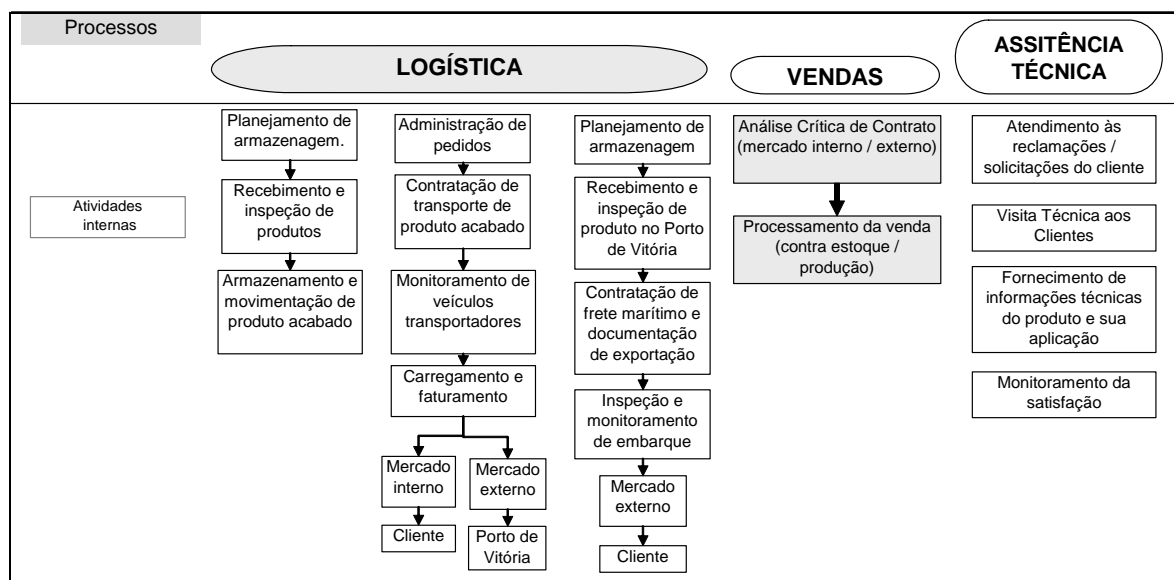 Processos
LOGÍSTICA
VENDAS
ASSITÊNCIA
TÉCNICA
Atividades
internas
Planejamento de
armazenagem.
Recebimento e
inspeção de
produtos
Armazenamento e
movimentação de
produto acabado
Administração de
pedidos
Contratação de
transporte de
produto acabado
Monitoramento de
veículos
transportadores
Carregamento e
faturamento
Mercado
interno
Cliente
Mercado
externo
Porto de
Vitória
Planejamento de
armazenagem
Recebimento e
inspeção de
produto no Porto
de Vitória
Contratação de
frete marítimo e
documentação
de exportação
Inspeção e
monitoramento
de embarque
Mercado
externo
Cliente
Análise Crítica de Contrato
(mercado interno / externo)
Processamento da venda
(contra estoque /
produção)
Atendimento às
reclamações /
solicitações do cliente
Visita Técnica aos
Clientes
Fornecimento de
informações técnicas
do produto e sua
aplicação
Monitoramento da
satisfação